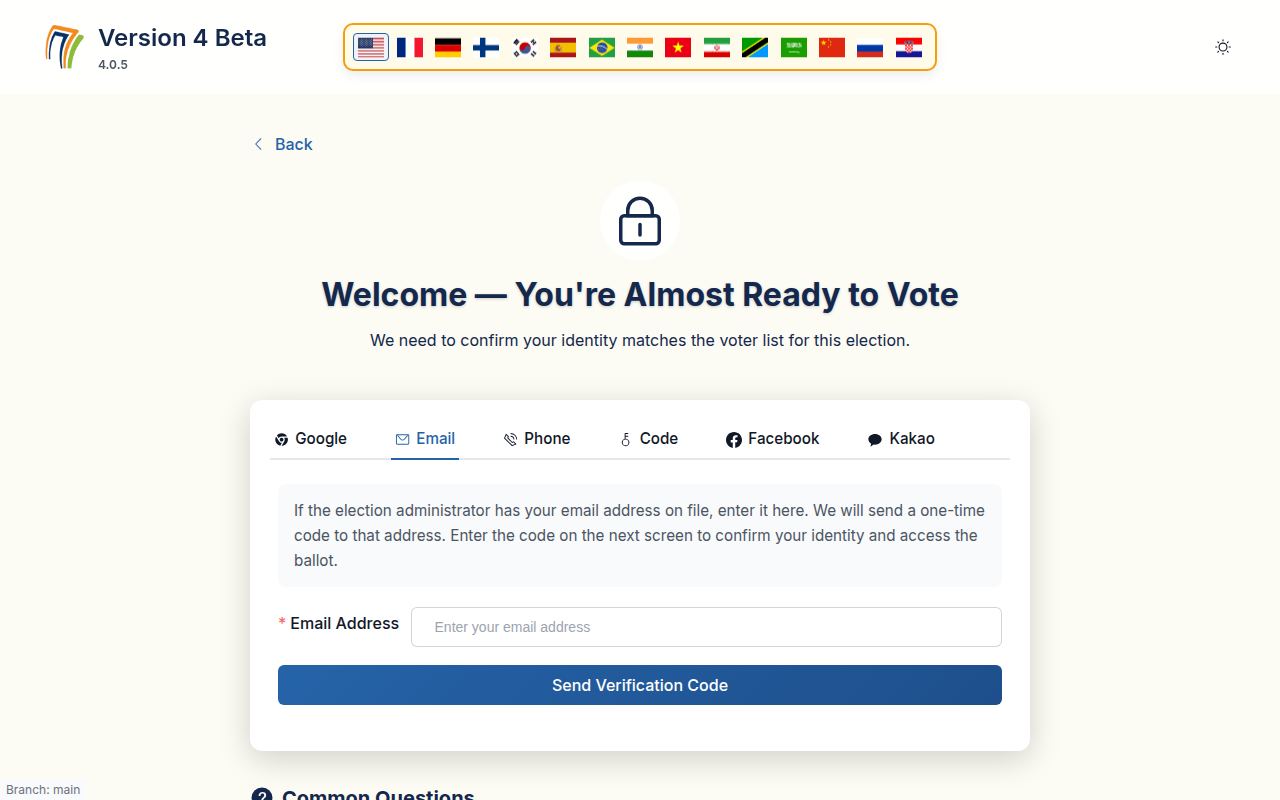 Version 4 Beta
4.0.5
Back
Welcome — You're Almost Ready to Vote
We need to confirm your identity matches the voter list for this election.
Google
Email
Phone
Code
Facebook
Kakao
If the election administrator has your email address on file, enter it here. We will send a one-time
code to that address. Enter the code on the next screen to confirm your identity and access the
ballot.
* Email Address
Enter your email address
Send Verification Code
Common Questions
Branch: main